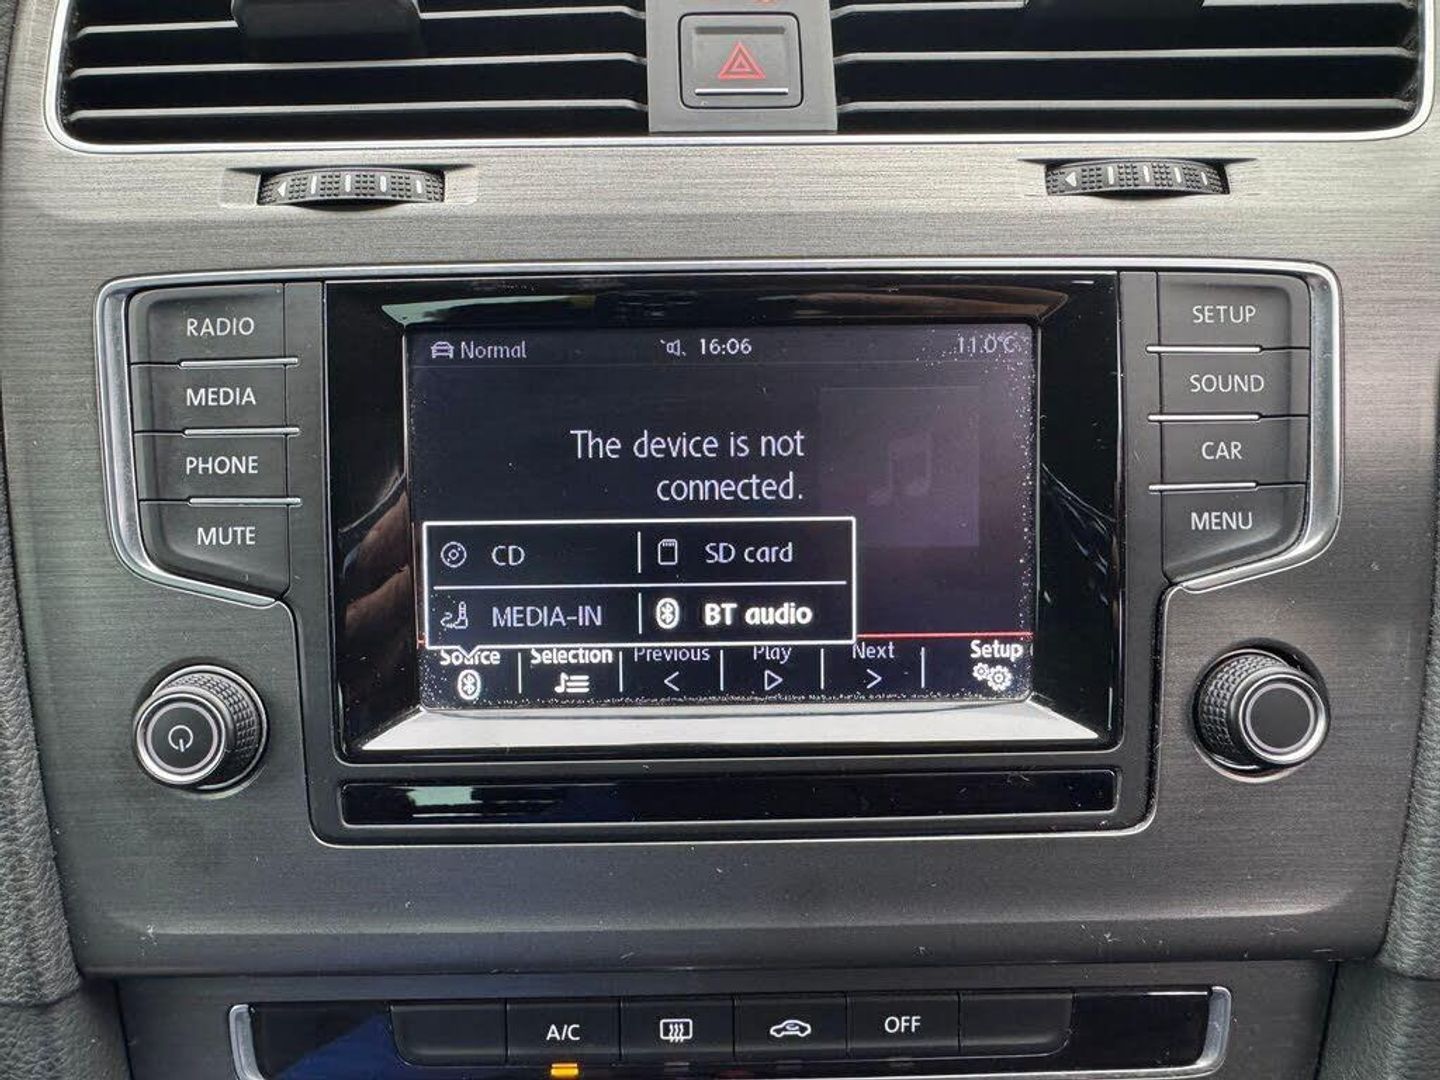 RADIO
MEDIA
PHONE
MUTE
Normal
16:06
11.0°C
The device is not
connected.
CD
SD card
MEDIA-IN
BT audio
Source
Selection
Previous
Play
Next
Setup
SETUP
SOUND
CAR
MENU
A/C
OFF